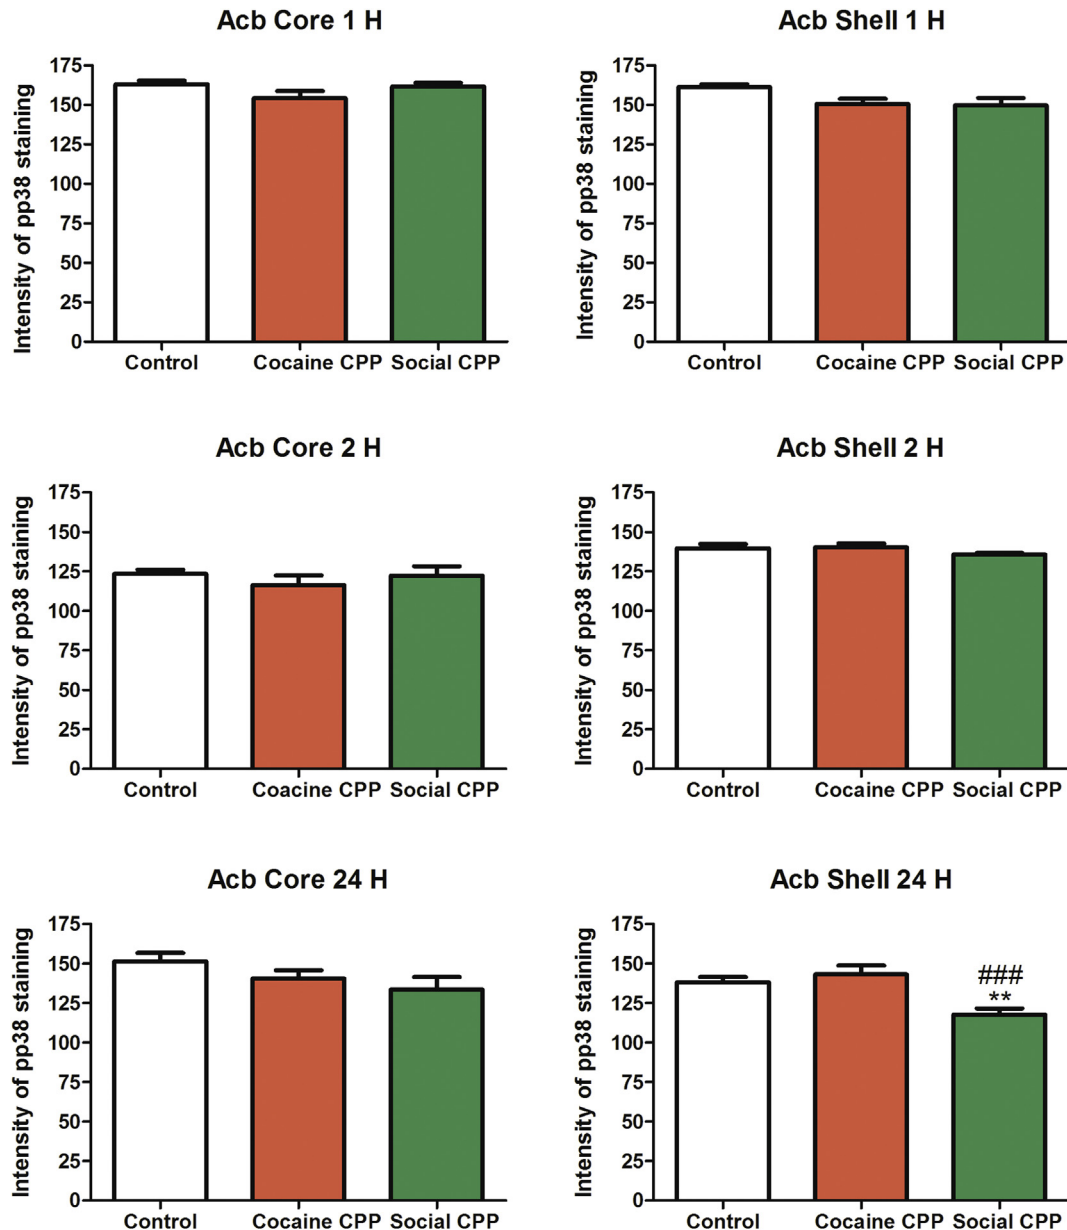 Acb Core 1 H
Intensity of pp38 staining
175
150
125
100
75
50
25
0
Control Cocaine CPP Social CPP
Acb Shell 1 H
Intensity of pp38 staining
175
150
125
100
75
50
25
0
Control Cocaine CPP Social CPP
Acb Core 2 H
Intensity of pp38 staining
175
150
125
100
75
50
25
0
Control Coacine CPP Social CPP
Acb Shell 2 H
Intensity of pp38 staining
175
150
125
100
75
50
25
0
Control Cocaine CPP Social CPP
Acb Core 24 H
Intensity of pp38 staining
175
150
125
100
75
50
25
0
Control Cocaine CPP Social CPP
Acb Shell 24 H
Intensity of pp38 staining
175
150
125
100
75
50
25
0
###
**
Control Cocaine CPP Social CPP